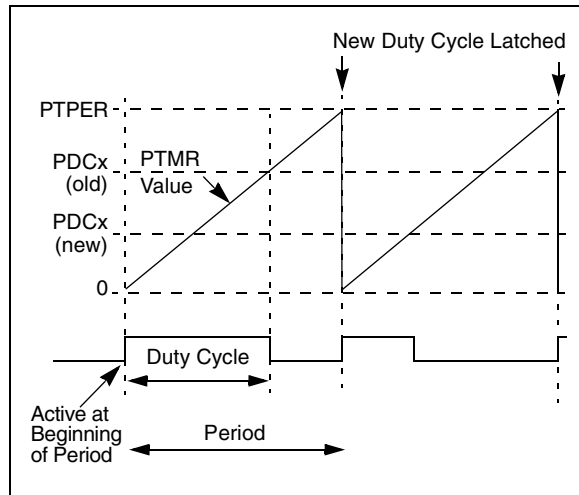 New Duty Cycle Latched
PTPER
PDCx
(old)
PTMR
Value
PDCx
(new)
0
Duty Cycle
Active at
Beginning
of Period
Period